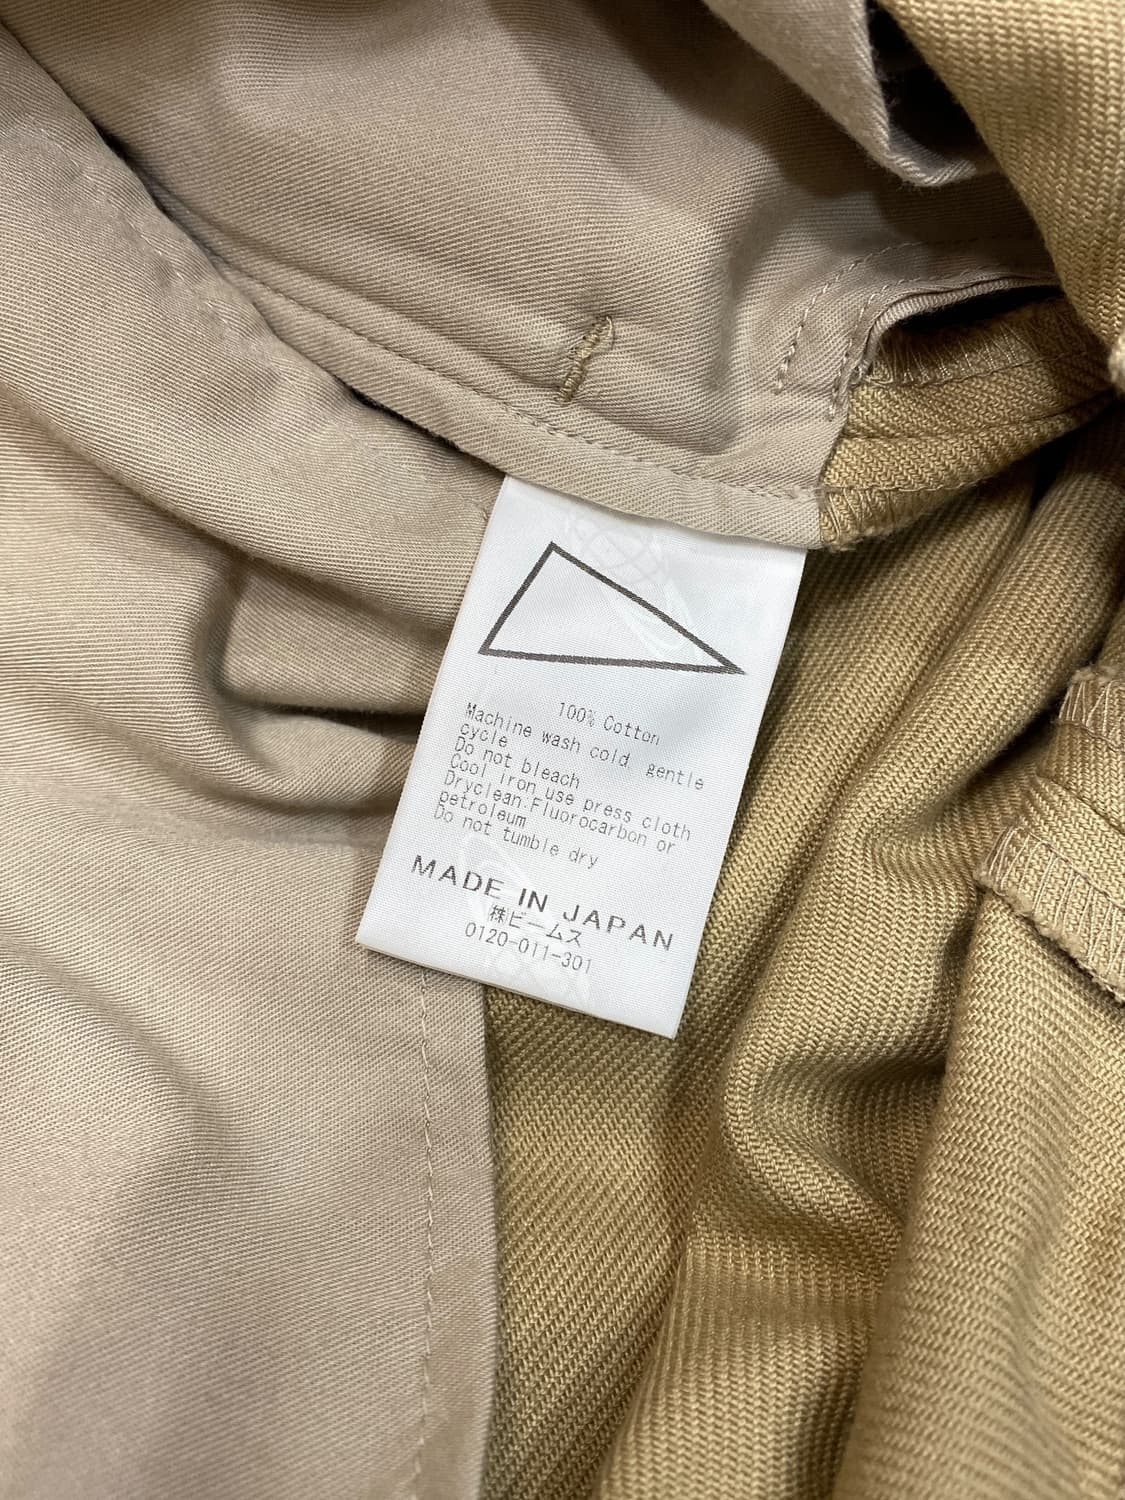 100% Cotton
Machine wash cold gentle
cycle
Do not bleach
Cool iron use press cloth
Dryclean:Fluorocarbon or
petroleum
Do not tumble dry
MADE IN JAPAN
㈱ビームス
0120-011-301